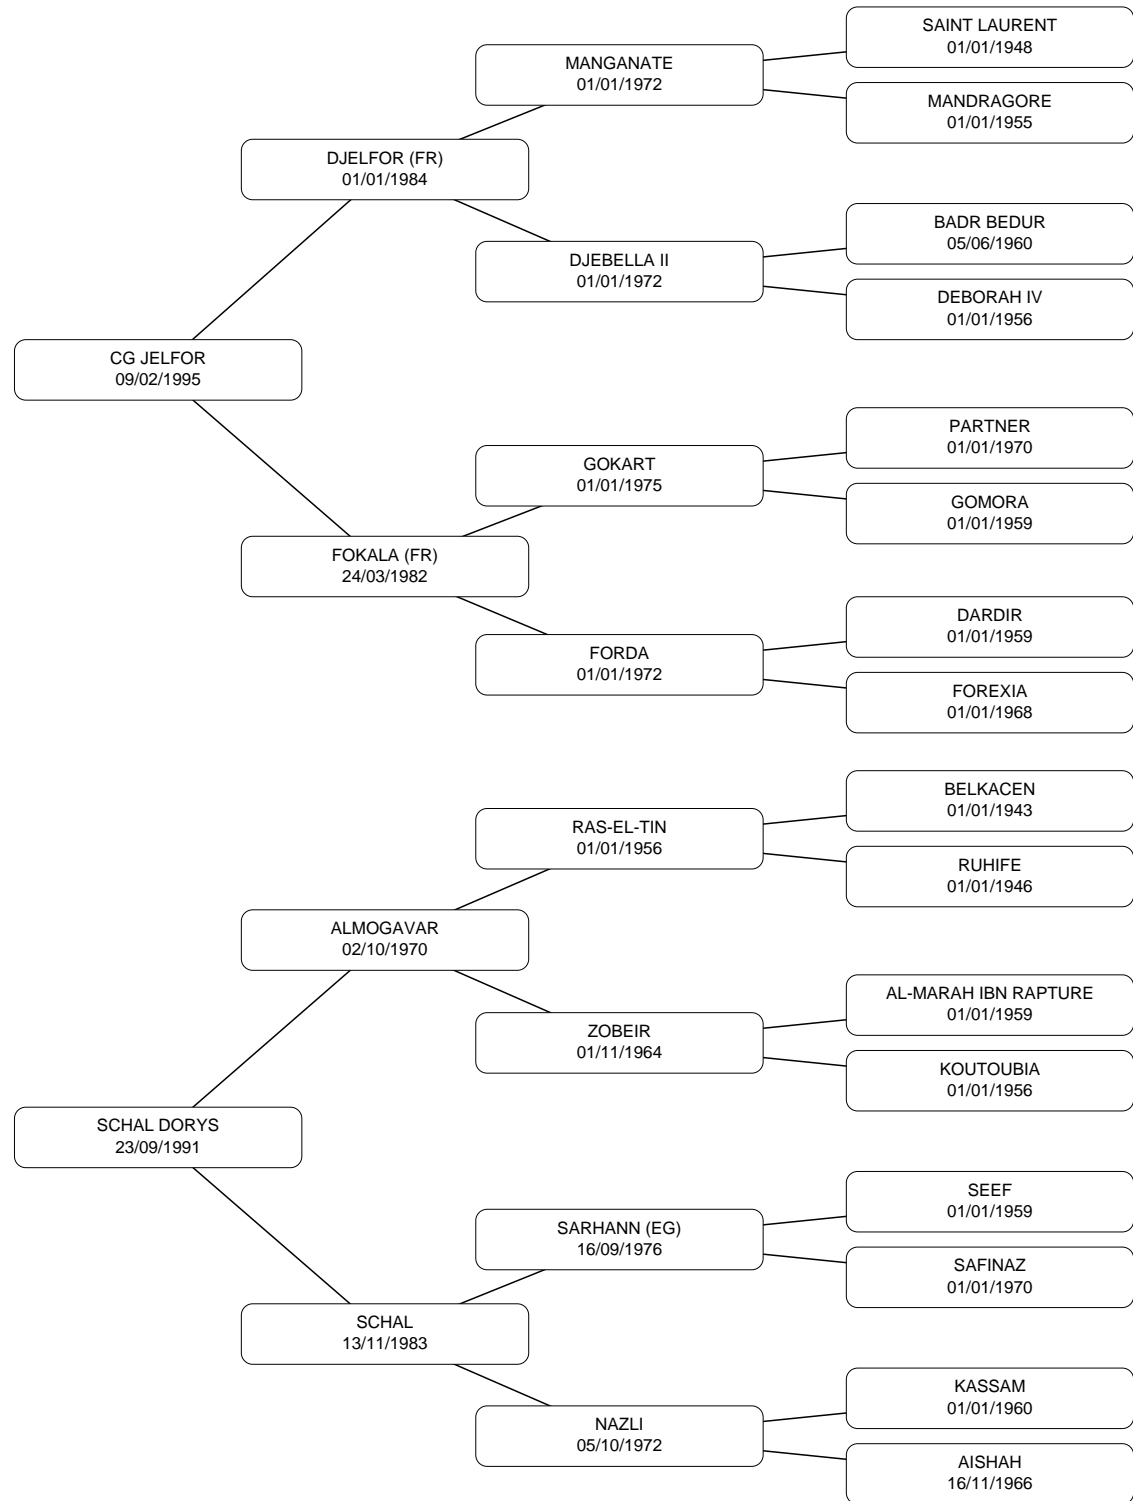 SAINT LAURENT
01/01/1948
MANGANATE
01/01/1972
MANDRAGORE
01/01/1955
DJELFOR (FR)
01/01/1984
BADR BEDUR
05/06/1960
DJEBELLA II
01/01/1972
DEBORAH IV
01/01/1956
CG JELFOR
09/02/1995
PARTNER
01/01/1970
GOKART
01/01/1975
GOMORA
01/01/1959
FOKALA (FR)
24/03/1982
DARDIR
01/01/1959
FORDA
01/01/1972
FOREXIA
01/01/1968
BELKACEN
01/01/1943
RAS-EL-TIN
01/01/1956
RUHIFE
01/01/1946
ALMOGAVAR
02/10/1970
AL-MARAH IBN RAPTURE
01/01/1959
ZOBEIR
01/11/1964
KOUTOUBIA
01/01/1956
SCHAL DORYS
23/09/1991
SEEF
01/01/1959
SARHANN (EG)
16/09/1976
SAFINAZ
01/01/1970
SCHAL
13/11/1983
KASSAM
01/01/1960
NAZLI
05/10/1972
AISHAH
16/11/1966